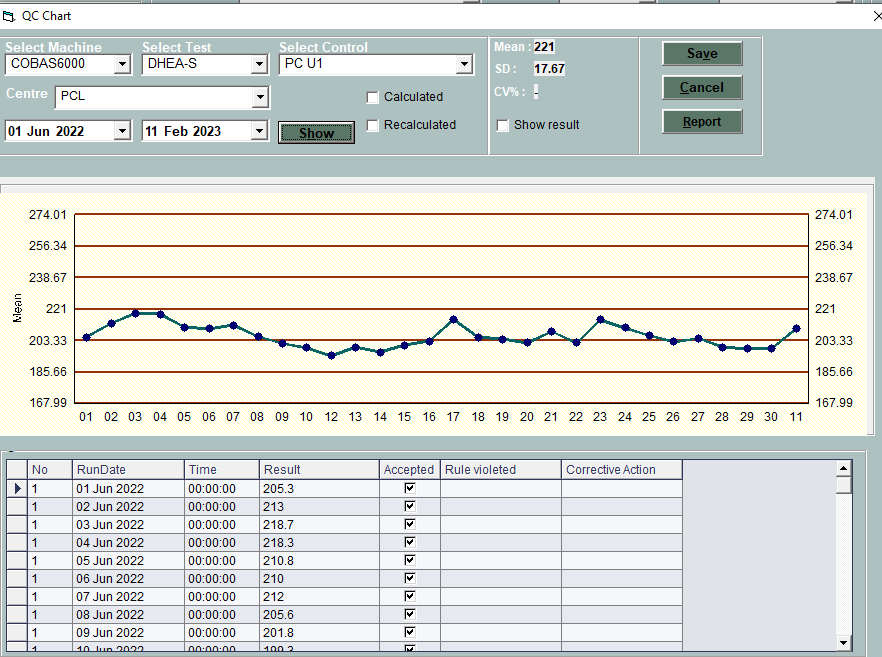 QC Chart
Select Machine Select Test Select Control
COBAS6000 DHEA-S PC U1
Centre PCL
01 Jun 2022 11 Feb 2023 Show
Calculated
Recalculated
Mean : 221
SD : 17.67
CV% : -
Show result
Save
Cancel
Report
274.01 274.01
256.34 256.34
238.67 238.67
Mean
221 221
203.33 203.33
185.66 185.66
167.99 167.99
01 02 03 04 05 06 07 08 09 10 12 13 14 15 16 17 18 19 20 21 22 23 24 25 26 27 28 29 30 11
No RunDate Time Result Accepted Rule violeted Corrective Action
1 01 Jun 2022 00:00:00 205.3
1 02 Jun 2022 00:00:00 213
1 03 Jun 2022 00:00:00 218.7
1 04 Jun 2022 00:00:00 218.3
1 05 Jun 2022 00:00:00 210.8
1 06 Jun 2022 00:00:00 210
1 07 Jun 2022 00:00:00 212
1 08 Jun 2022 00:00:00 205.6
1 09 Jun 2022 00:00:00 201.8
1 10 Jun 2022 00:00:00 199.3